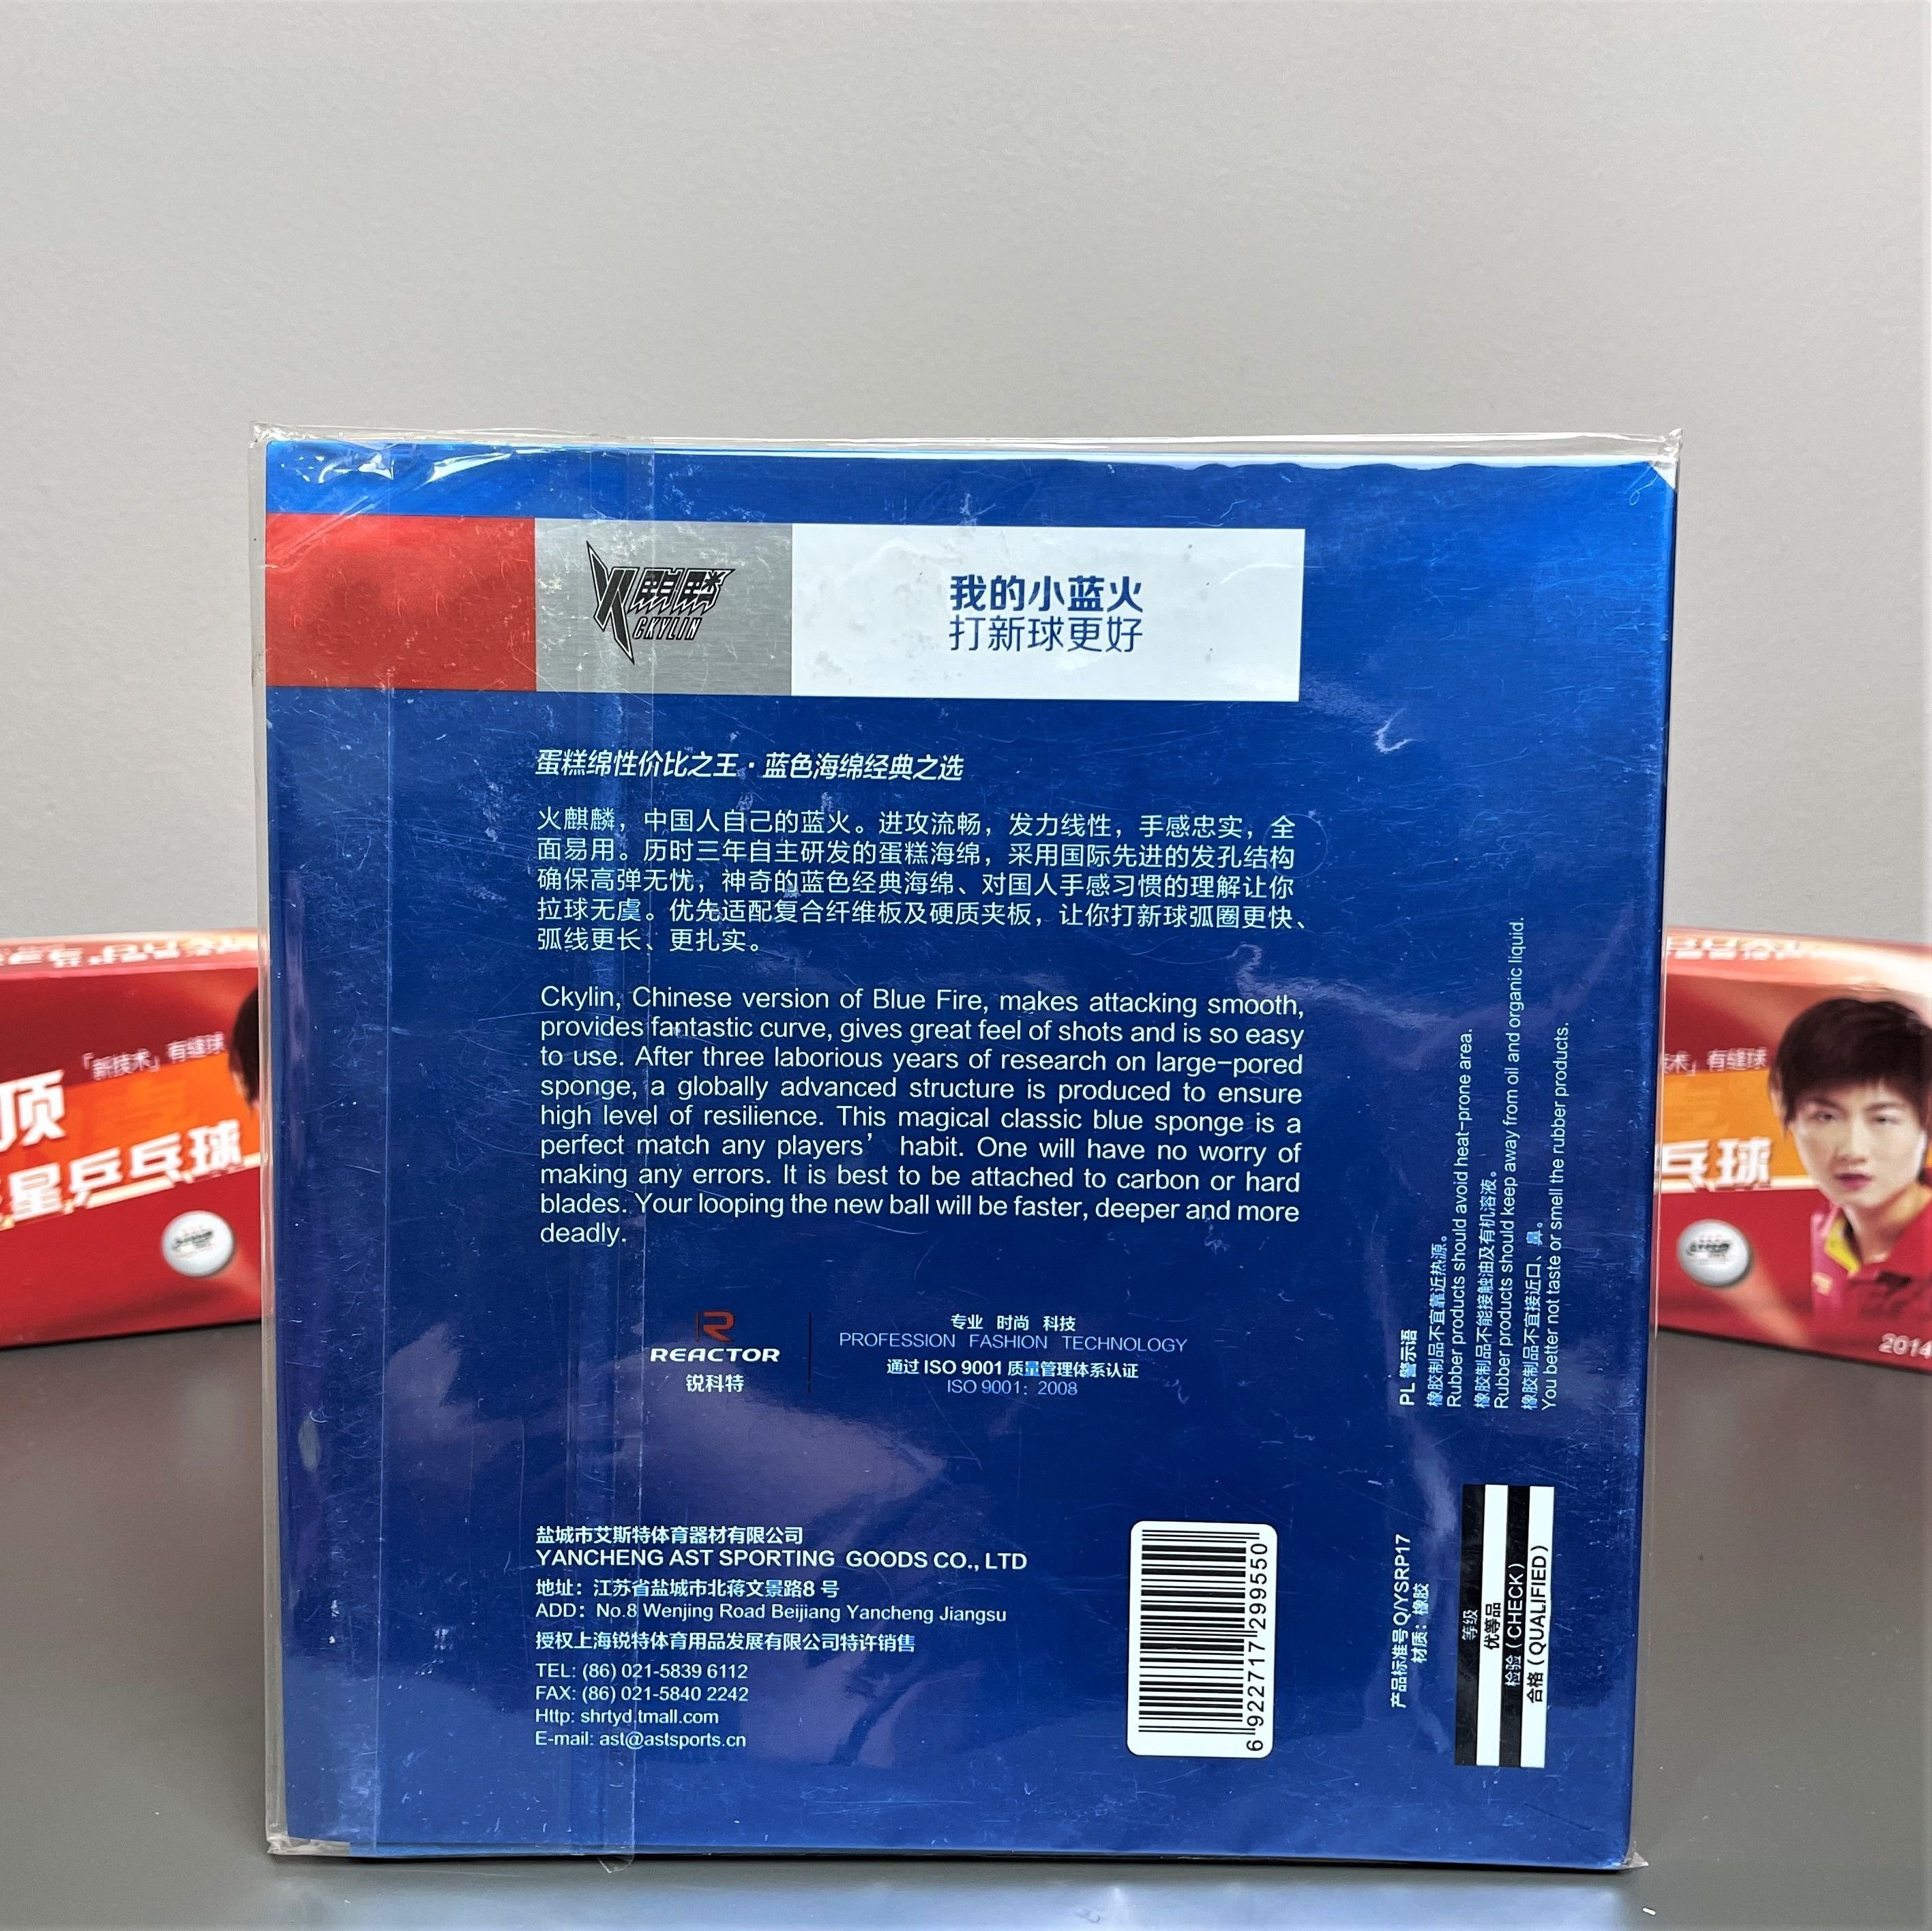 火麒麟
CKYLIN
我的小蓝火
打新球更好
蛋糕绵性价比之王·蓝色海绵经典之选
火麒麟，中国人自己的蓝火。进攻流畅，发力线性，手感忠实，全
面易用。历时三年自主研发的蛋糕海绵，采用国际先进的发孔结构
确保高弹无忧，神奇的蓝色经典海绵、对国人手感习惯的理解让你
拉球无虞。优先适配复合纤维板及硬质夹板，让你打新球弧圈更快、
弧线更长、更扎实。
Ckylin, Chinese version of Blue Fire, makes attacking smooth,
provides fantastic curve, gives great feel of shots and is so easy
to use. After three laborious years of research on large-pored
sponge, a globally advanced structure is produced to ensure
high level of resilience. This magical classic blue sponge is a
perfect match any players’ habit. One will have no worry of
making any errors. It is best to be attached to carbon or hard
blades. Your looping the new ball will be faster, deeper and more
deadly.
R
REACTOR
锐科特
专业 时尚 科技
PROFESSION FASHION TECHNOLOGY
通过 ISO 9001 质量管理体系认证
ISO 9001: 2008
盐城市艾斯特体育器材有限公司
YANCHENG AST SPORTING GOODS CO., LTD
地址：江苏省盐城市北蒋文景路8 号
ADD: No.8 Wenjing Road Beijiang Yancheng Jiangsu
授权上海锐特体育用品发展有限公司特许销售
TEL: (86) 021-5839 6112
FAX: (86) 021-5840 2242
Http: shrtyd.tmall.com
E-mail: ast@astsports.cn
6 922717 299550
PL 警示语
橡胶制品不宜靠近热源。
Rubber products should avoid heat-prone area.
橡胶制品不能接触油及有机溶液。
Rubber products should keep away from oil and organic liquid.
橡胶制品不宜接近口、鼻。
You better not taste or smell the rubber products.
产品标准号Q/YSRP17
材质：橡胶
等级
优等品
检验（CHECK）
合格（QUALIFIED）
「新技术」有缝球
顶
星乒乓球
术」有缝球
乓球
2014